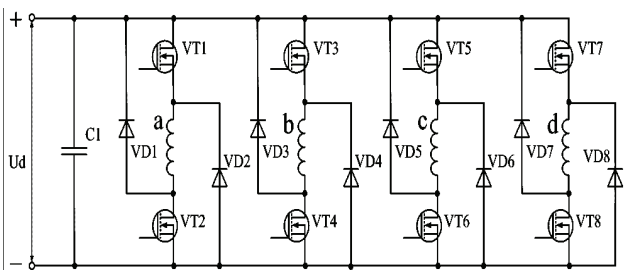 +
VT1 VT3 VT5 VT7
Ud C1 VD1 a VD2 VD3 b VD4 VD5 c VD6 VD7 d VD8
VT2 VT4 VT6 VT8
−